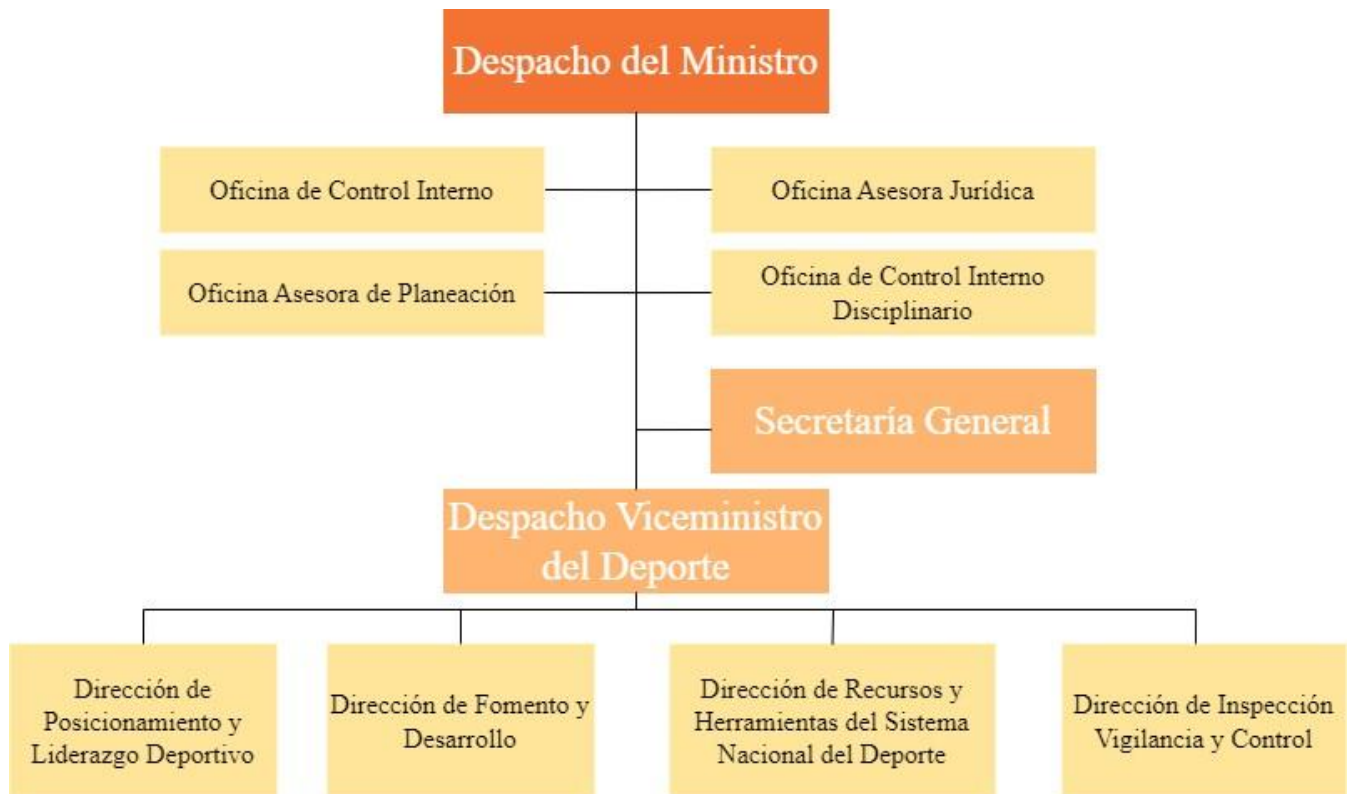 Despacho del Ministro
Oficina de Control Interno
Oficina Asesora Jurídica
Oficina Asesora de Planeación
Oficina de Control Interno
Disciplinario
Secretaría General
Despacho Viceministro
del Deporte
Dirección de
Posicionamiento y
Liderazgo Deportivo
Dirección de Fomento y
Desarrollo
Dirección de Recursos y
Herramientas del Sistema
Nacional del Deporte
Dirección de Inspección
Vigilancia y Control